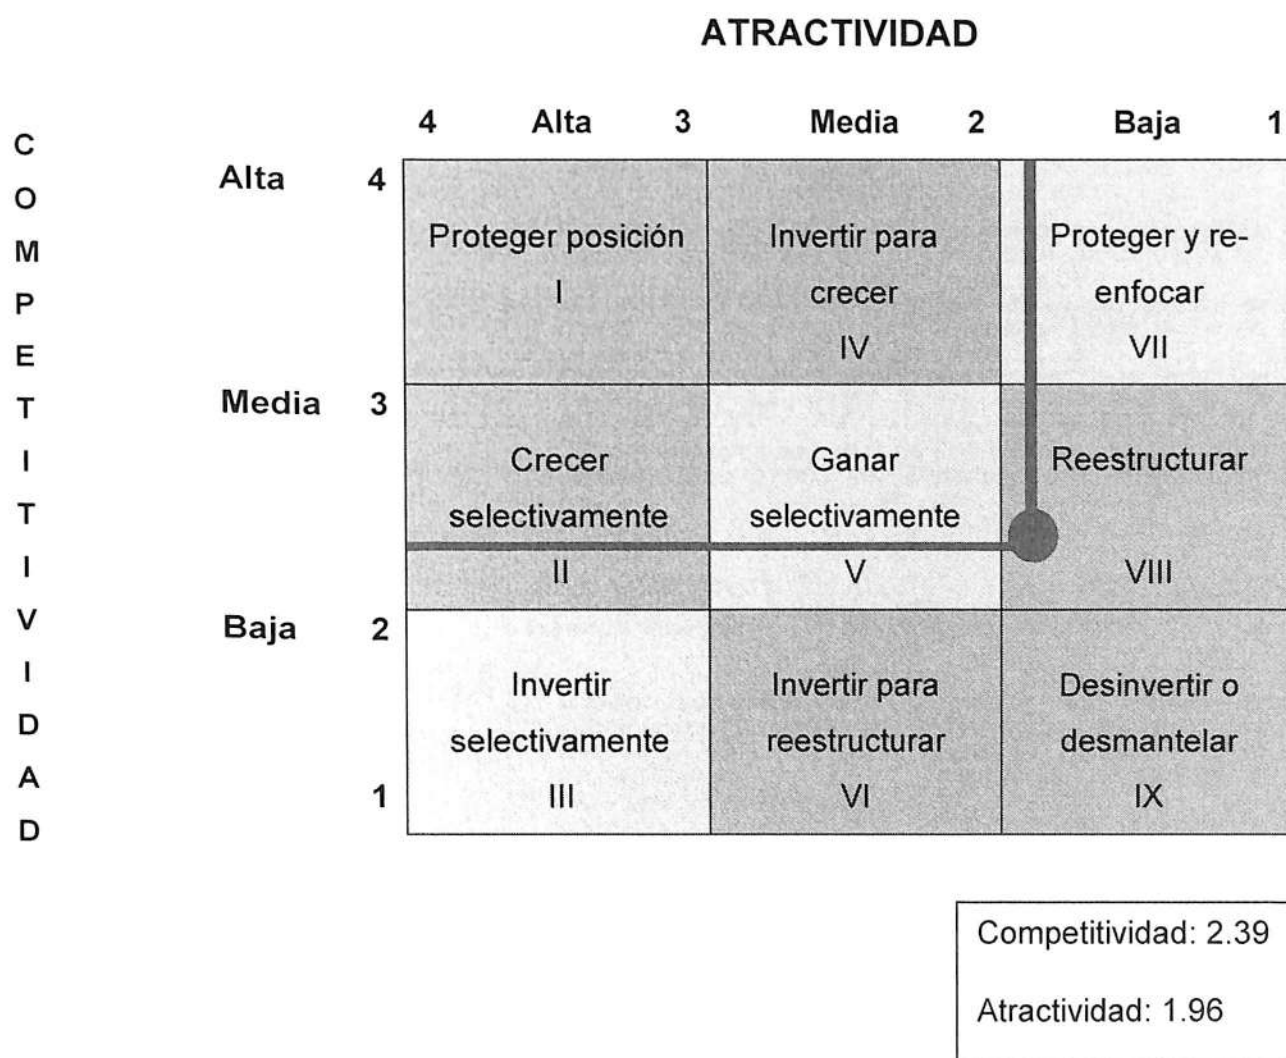 ATRACTIVIDAD
4 Alta 3 Media 2 Baja 1
COMPETITIVIDAD
Alta 4
Proteger posición
I
Invertir para
crecer
IV
Proteger y re-
enfocar
VII
Media 3
Crecer
selectivamente
II
Ganar
selectivamente
V
Reestructurar
VIII
Baja 2
Invertir
selectivamente
III
Invertir para
reestructurar
VI
Desinvertir o
desmantelar
IX
1
Competitividad: 2.39
Atractividad: 1.96